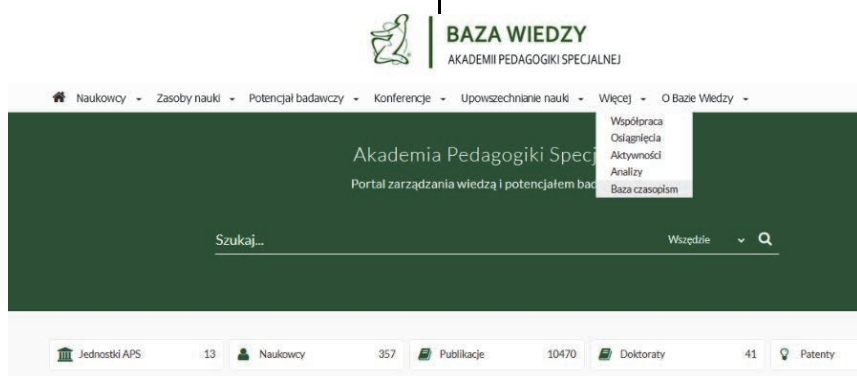 BAZA WIEDZY
AKADEMII PEDAGOGIKI SPECJALNEJ
Naukowcy Zasoby nauki Potencjał badawczy Konferencje Upowszechnianie nauki Więcej O Bazie Wiedzy
Współpraca
Osiągnięcia
Aktywności
Analizy
Baza czasopism
Akademia Pedagogiki Specj
Portal zarządzania wiedzą i potencjałem bad
Szukaj... Wszędzie
Jednostki APS 13 Naukowcy 357 Publikacje 10470 Doktoraty 41 Patenty